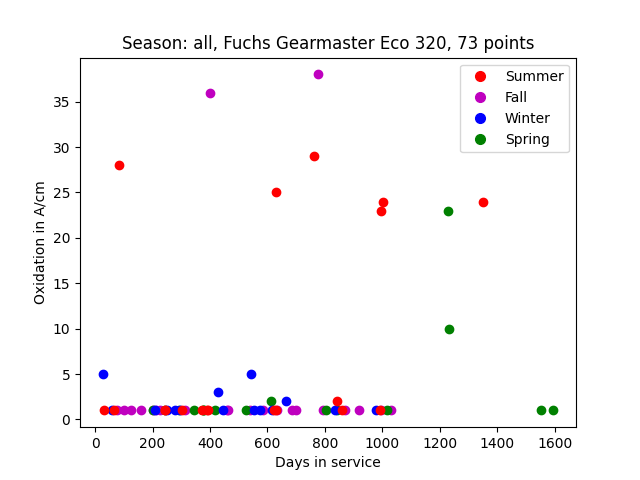 Season: all, Fuchs Gearmaster Eco 320, 73 points
Summer
Fall
Winter
Spring
Oxidation in A/cm
35
30
25
20
15
10
5
0
0 200 400 600 800 1000 1200 1400 1600
Days in service